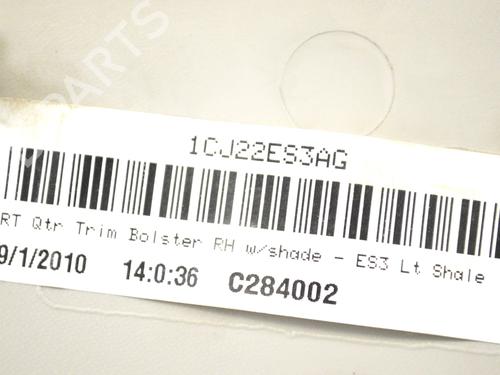 1CJ22ES3AG
RT Qtr Trim Bolster RH w/shade - ES3 Lt Shale
9/1/2010 14:0:36 C284002